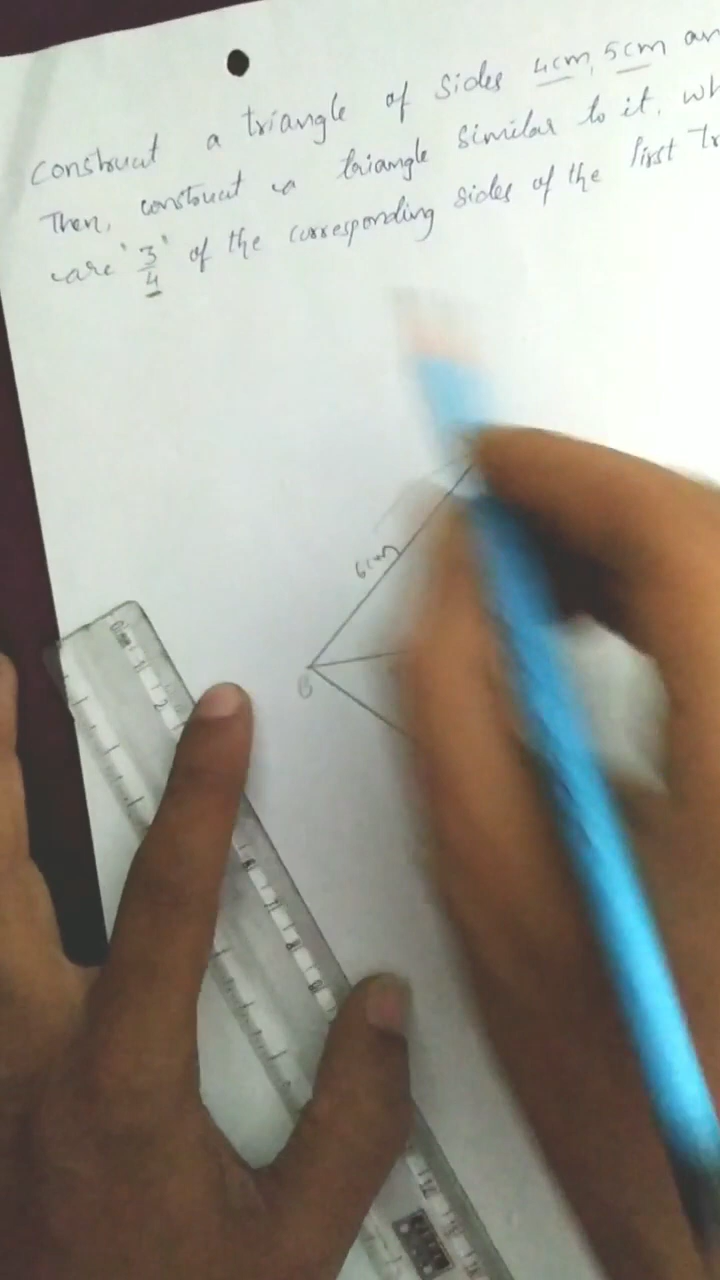 Construct a triangle of sides 4cm, 5cm an
Then, construct a triangle similar to it, wh
are '3/4' of the corresponding sides of the first Tr
6cm
B